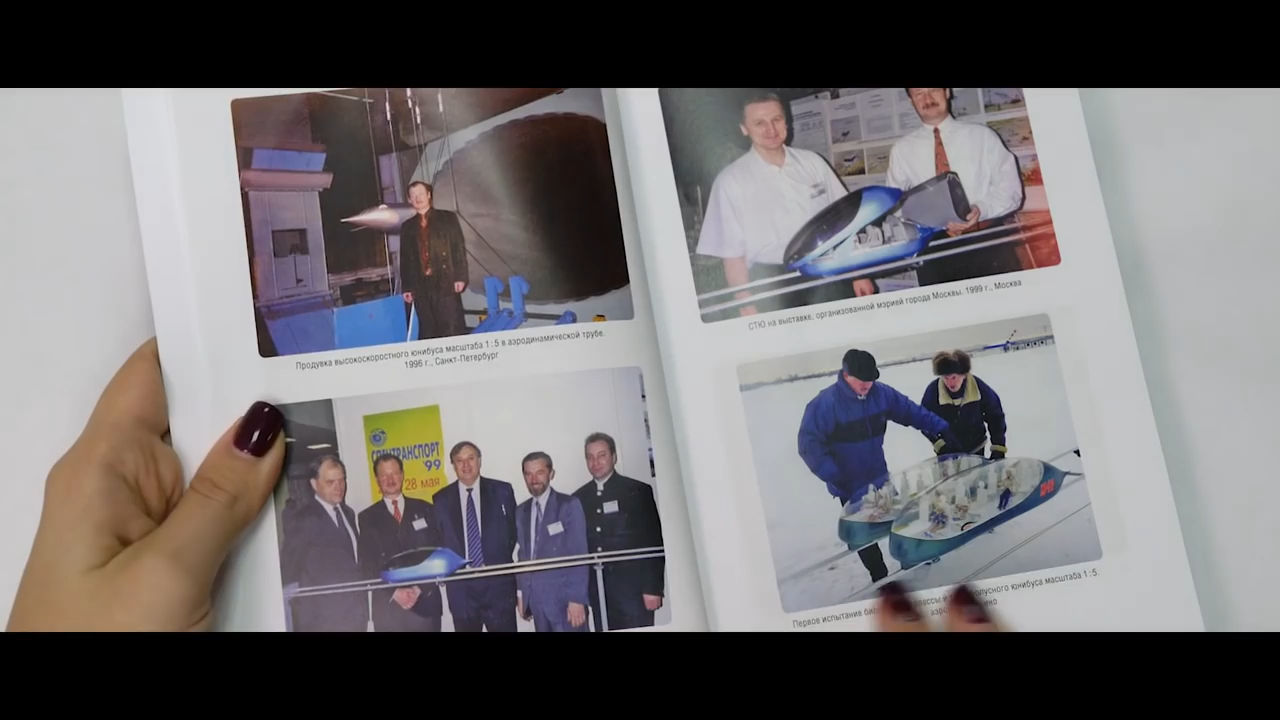 Продувка высокоскоростного юнибуса масштаба 1:5 в аэродинамической трубе.
1996 г., Санкт-Петербург
СПЕЦТРАНСПОРТ
'99
28 мая
СТЮ на выставке, организованной мэрией города Москвы. 1999 г., Москва
Первое испытание юнибуса масштаба 1:5.